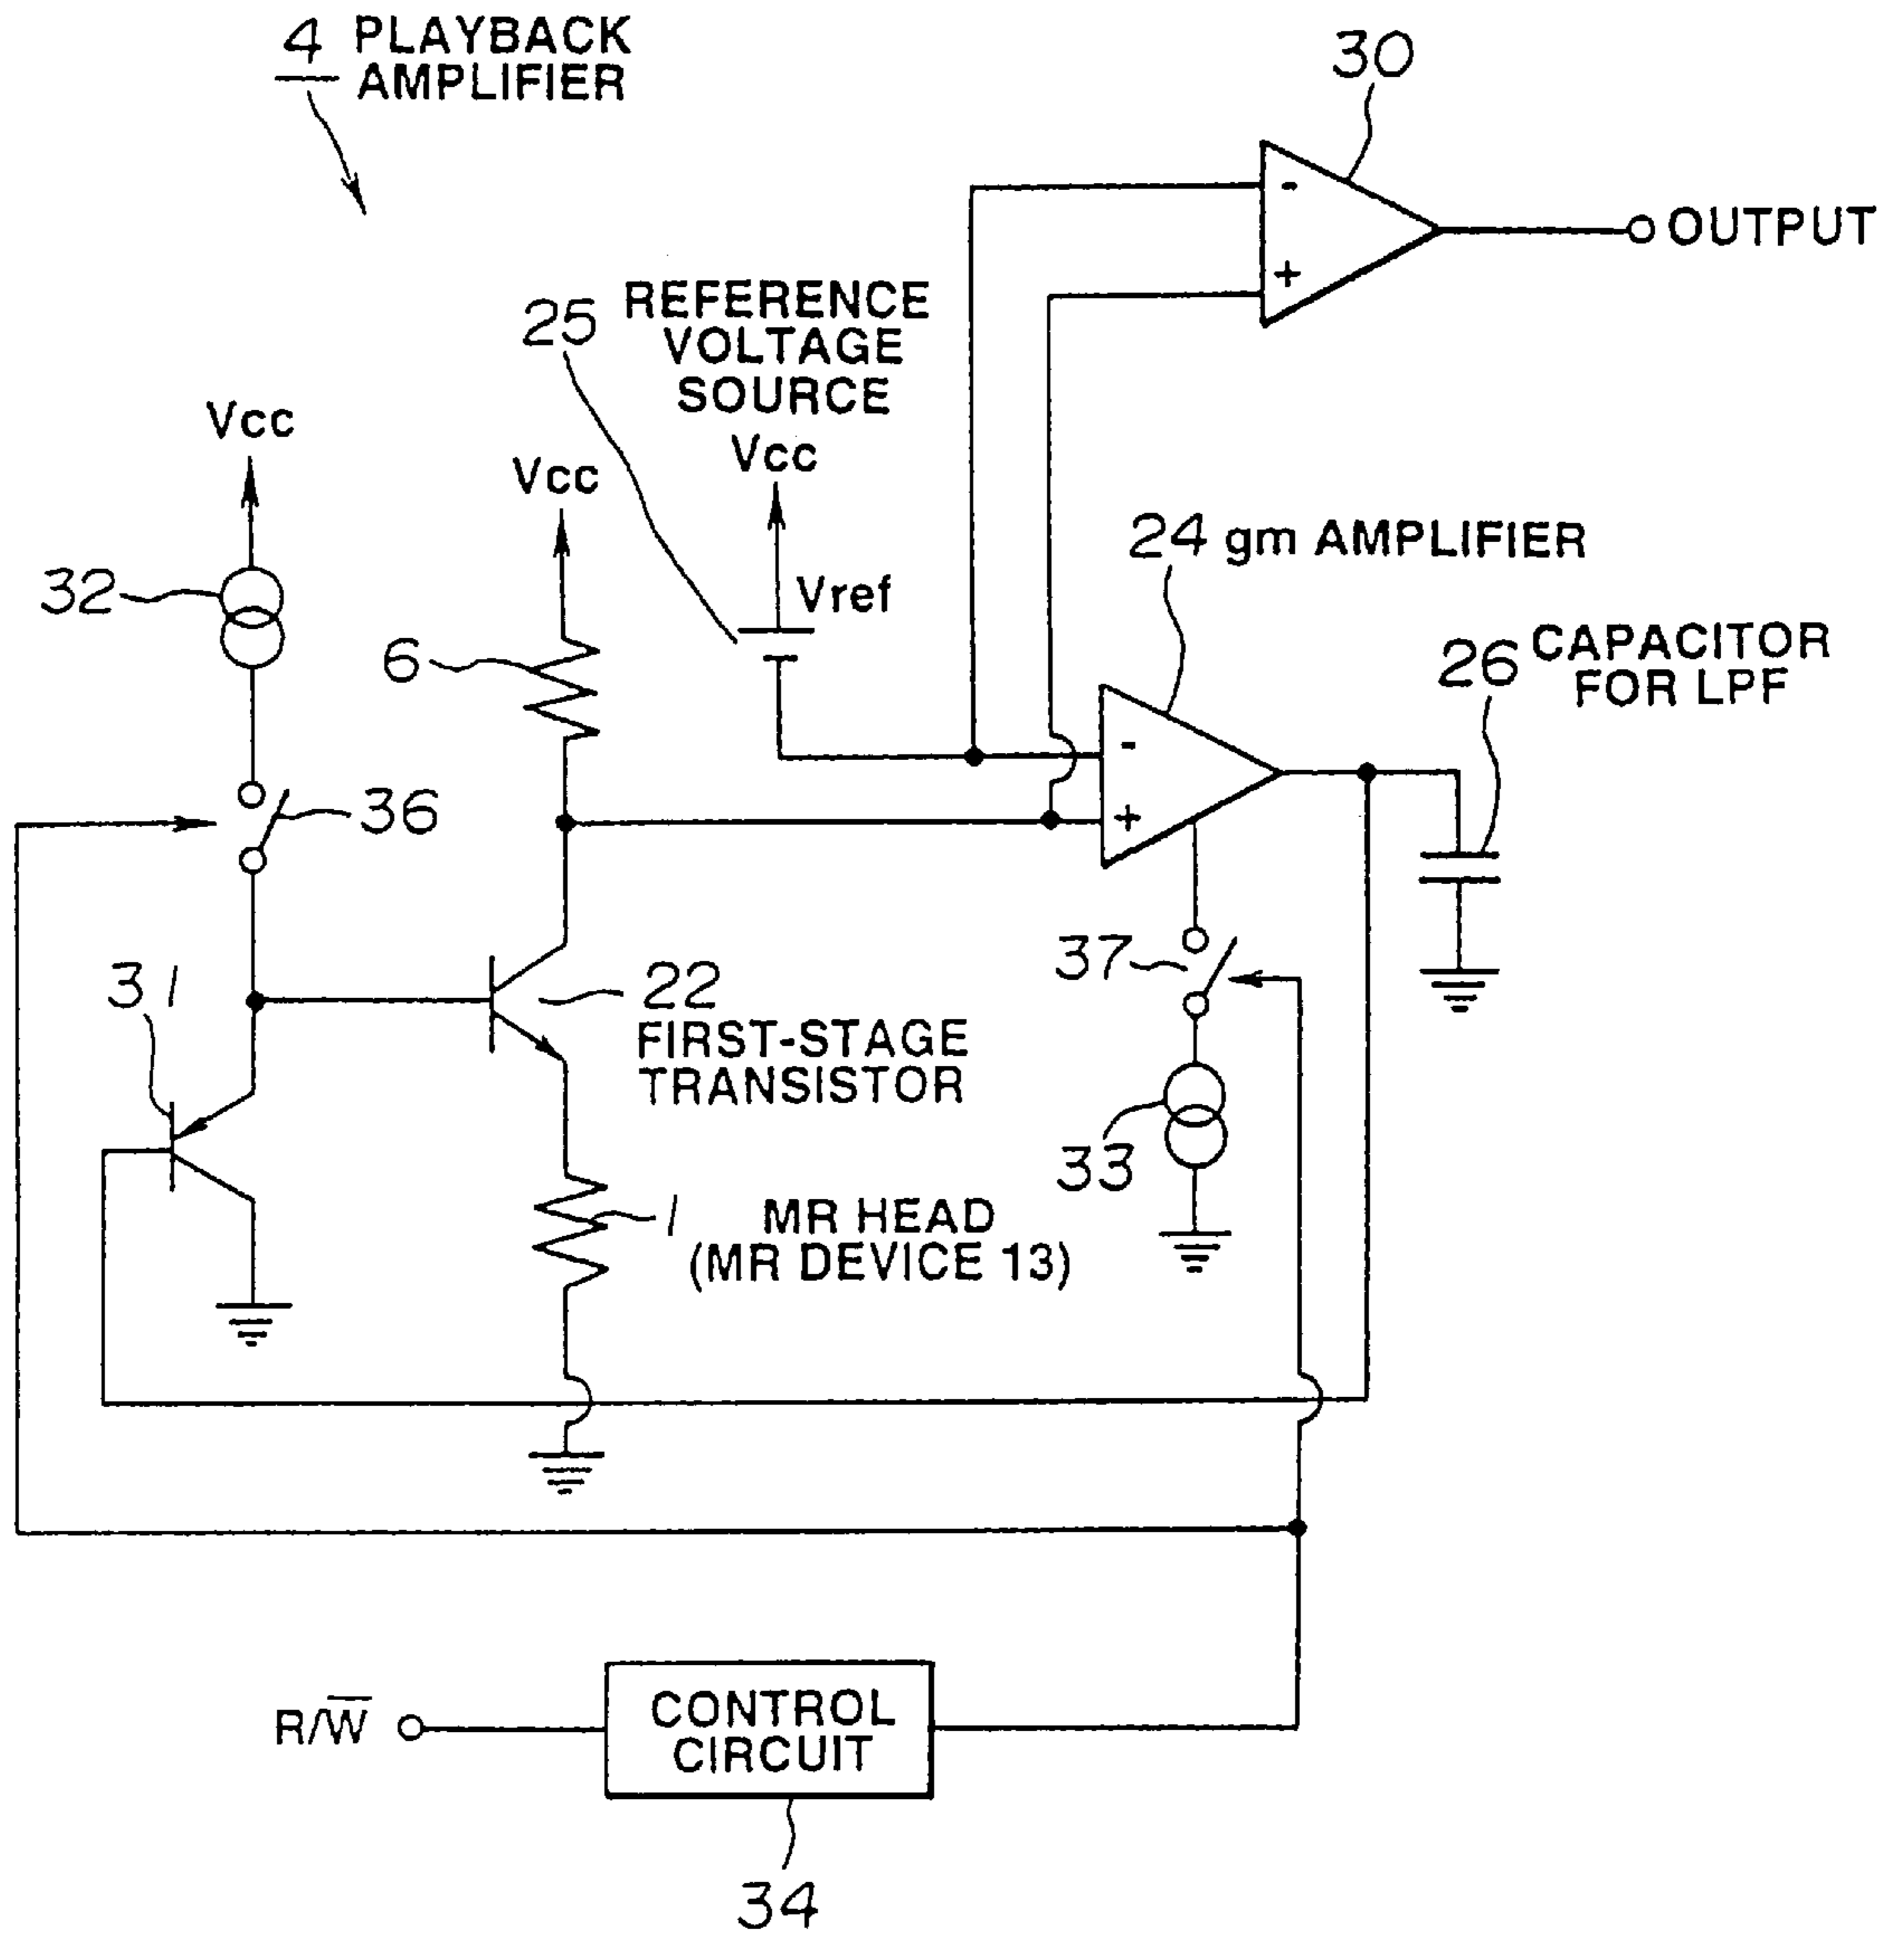 4 PLAYBACK
AMPLIFIER
30
-
+
OUTPUT
25 REFERENCE
VOLTAGE
SOURCE
Vcc
Vcc
Vcc
32
Vref
24 gm AMPLIFIER
6
26 CAPACITOR
FOR LPF
-
+
36
37
31
22
FIRST-STAGE
TRANSISTOR
33
1 MR HEAD
(MR DEVICE 13)
R/W̅
CONTROL
CIRCUIT
34